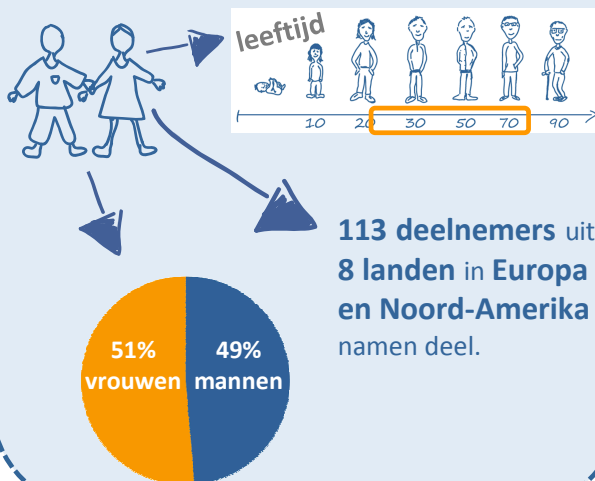 leeftijd
10 20 30 50 70 90
113 deelnemers uit
8 landen in Europa
en Noord-Amerika
namen deel.
51% vrouwen
49% mannen